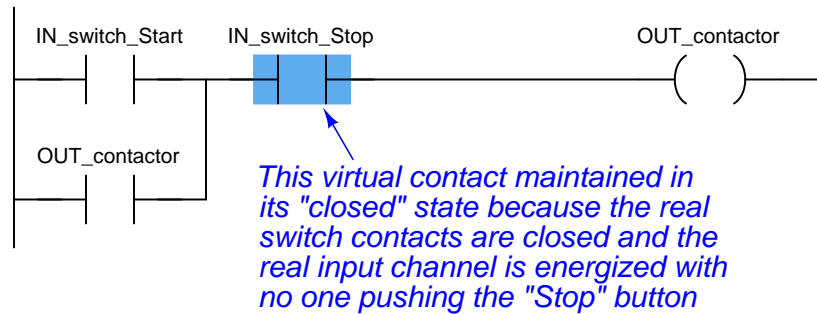 IN_switch_Start IN_switch_Stop OUT_contactor
OUT_contactor
This virtual contact maintained in
its "closed" state because the real
switch contacts are closed and the
real input channel is energized with
no one pushing the "Stop" button